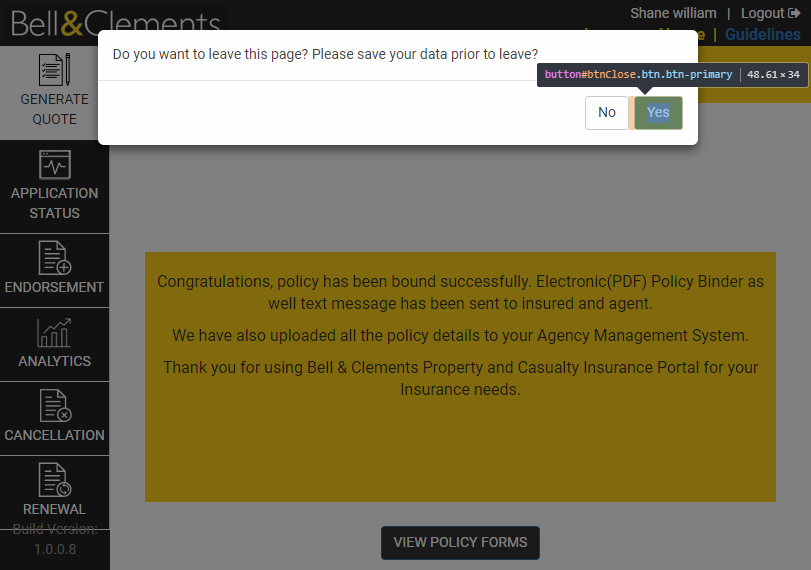 Bell&Clements
Shane william | Logout
Guidelines
Do you want to leave this page? Please save your data prior to leave?
button#btnClose.btn.btn-primary | 48.61 × 34
No
Yes
GENERATE
QUOTE
APPLICATION
STATUS
ENDORSEMENT
ANALYTICS
CANCELLATION
RENEWAL
Build Version:
1.0.0.8
Congratulations, policy has been bound successfully. Electronic(PDF) Policy Binder as
well text message has been sent to insured and agent.
We have also uploaded all the policy details to your Agency Management System.
Thank you for using Bell & Clements Property and Casualty Insurance Portal for your
Insurance needs.
VIEW POLICY FORMS